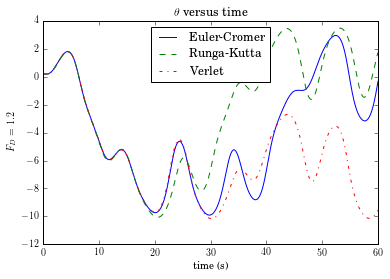 θ versus time
Euler-Cromer
Runga-Kutta
Verlet
4
2
0
−2
−4
−6
−8
−10
−12
F_D = 1.2
0 10 20 30 40 50 60
time (s)